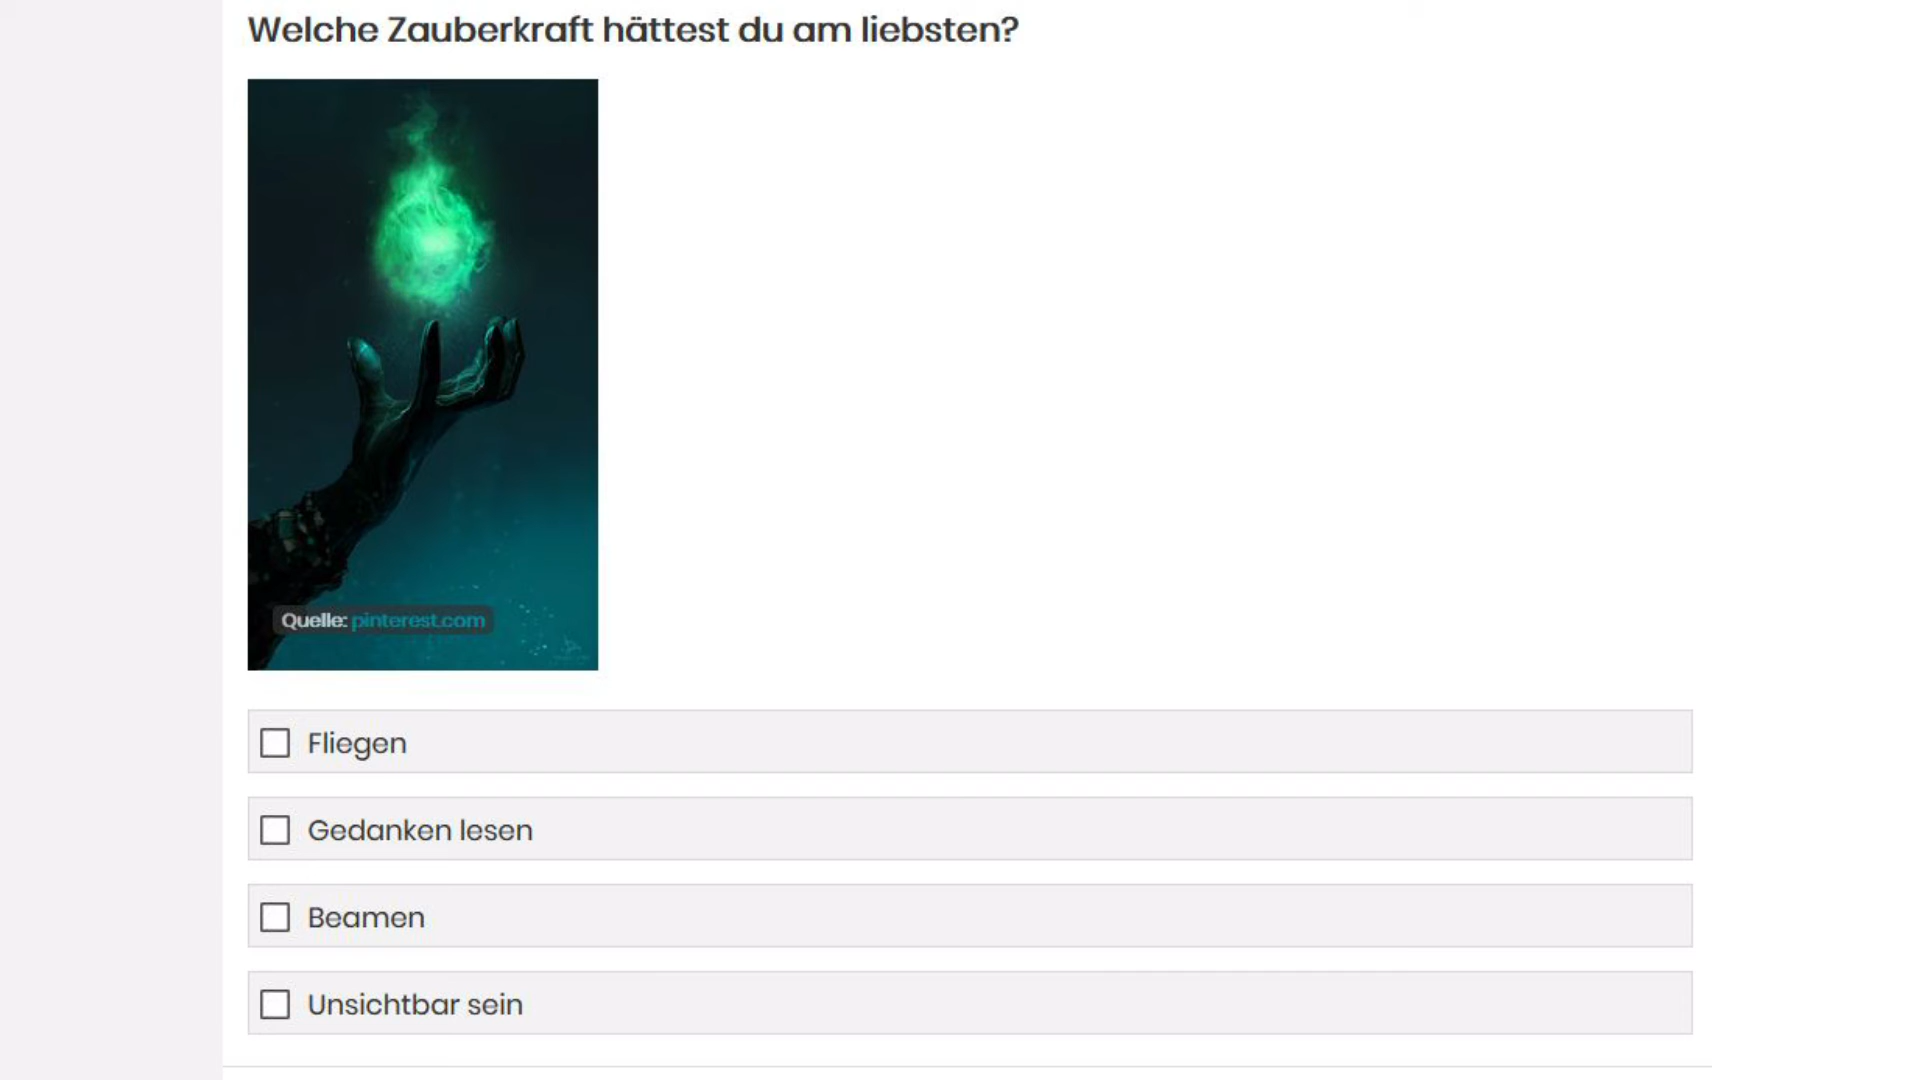 Welche Zauberkraft hättest du am liebsten?
Quelle: pinterest.com
Fliegen
Gedanken lesen
Beamen
Unsichtbar sein